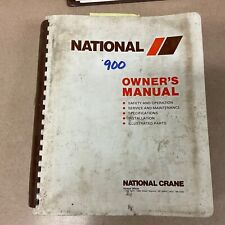 NATIONAL
'900
OWNER'S
MANUAL
• SAFETY AND OPERATION
• SERVICE AND MAINTENANCE
• SPECIFICATIONS
• INSTALLATION
• ILLUSTRATED PARTS
NATIONAL CRANE